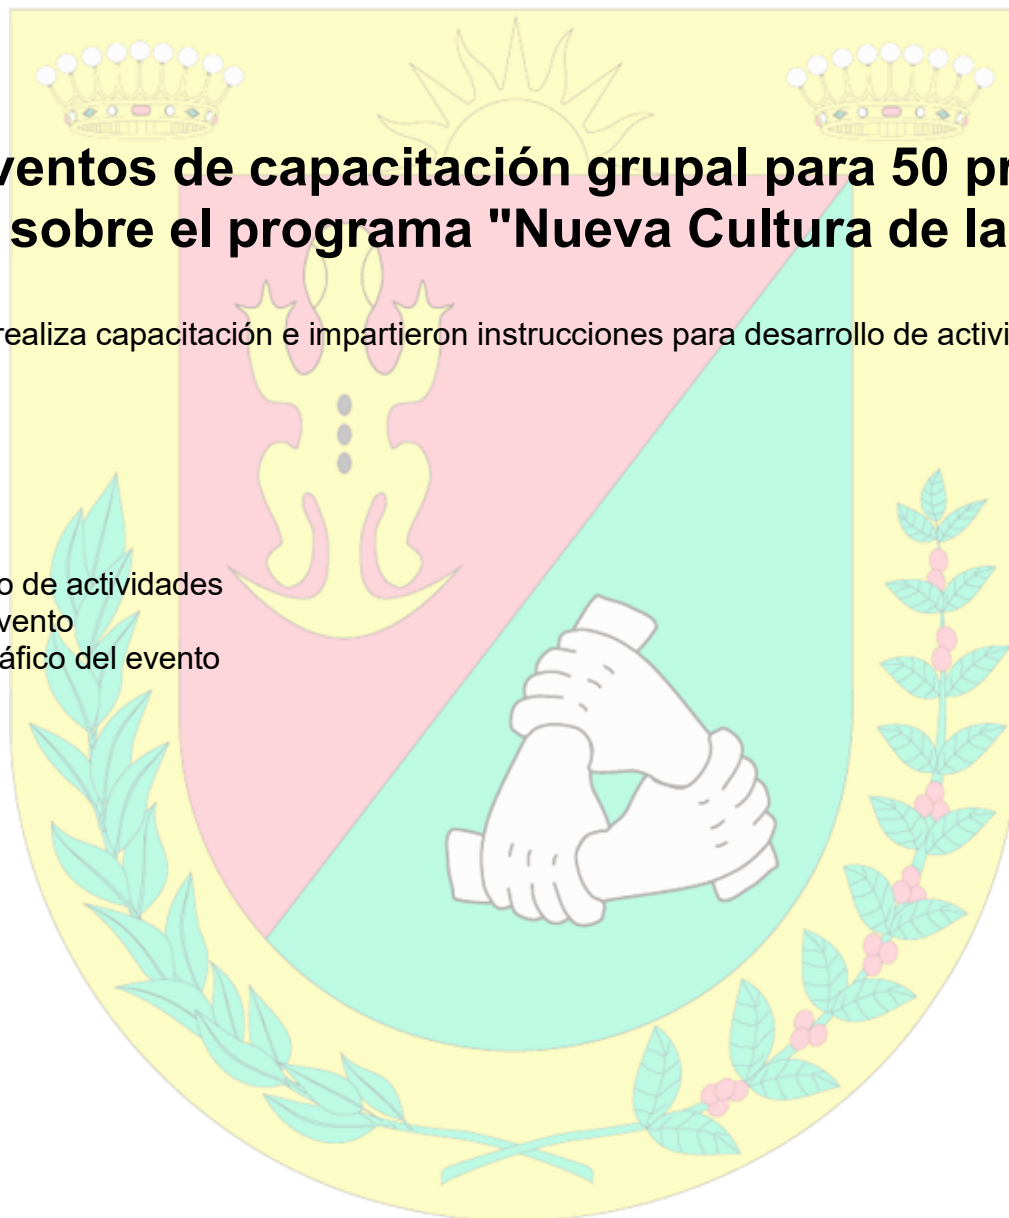 ventos de capacitación grupal para 50 pr
sobre el programa "Nueva Cultura de la
realiza capacitación e impartieron instrucciones para desarrollo de activi
o de actividades
vento
áfico del evento